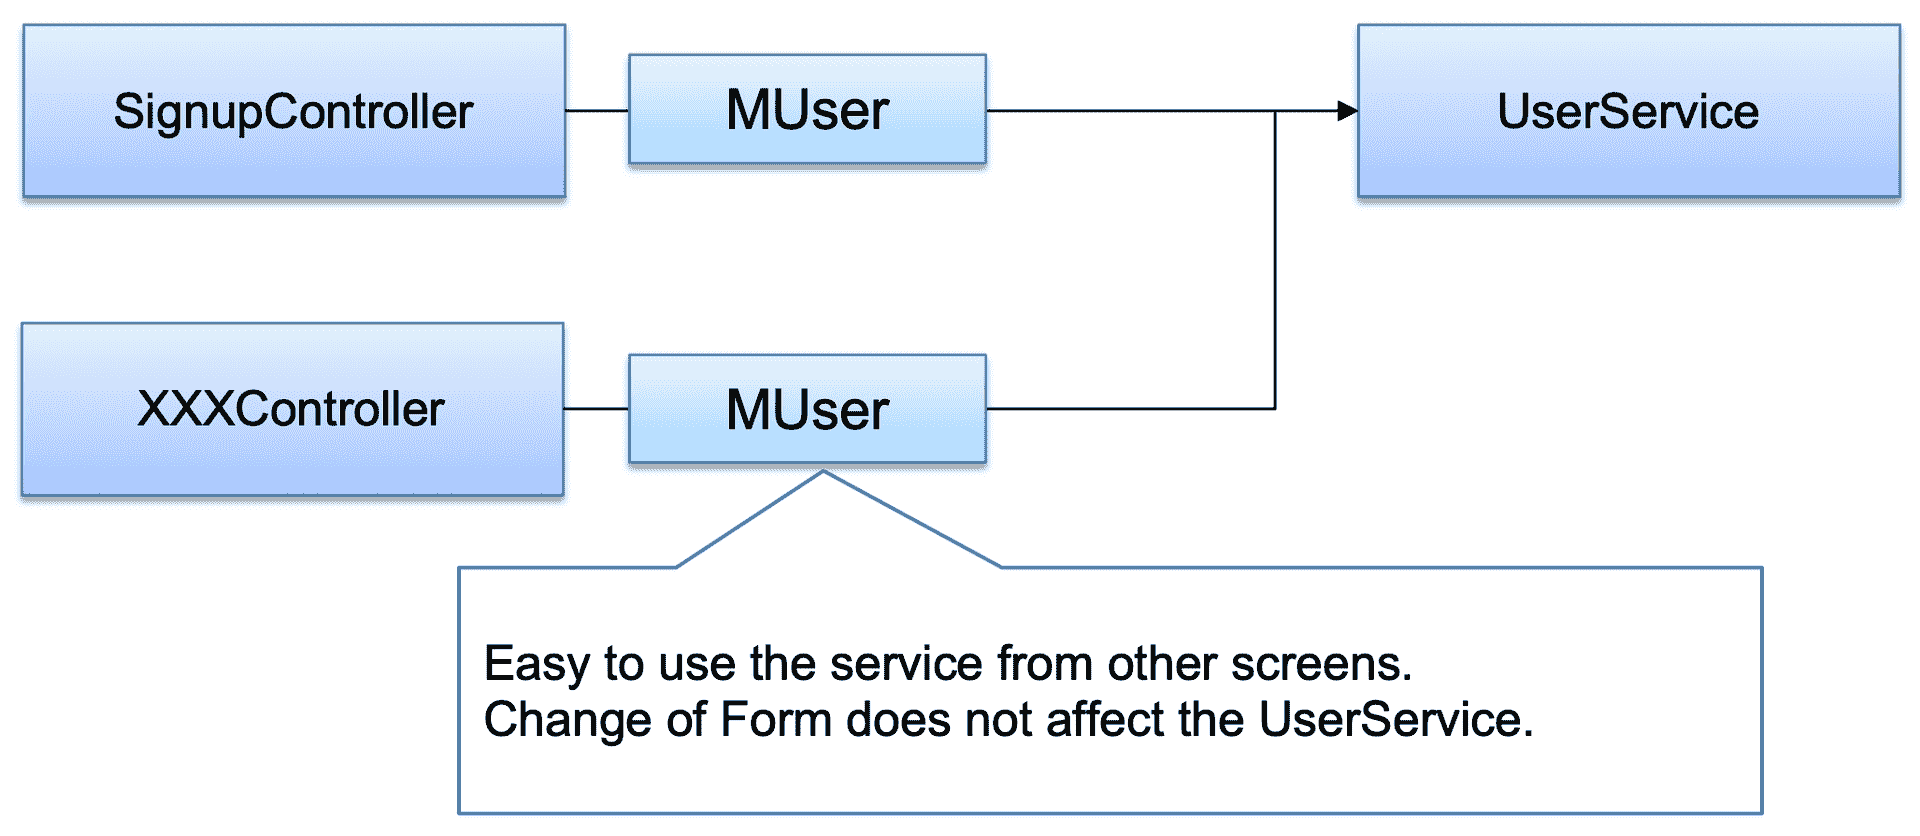 SignupController
MUser
UserService
XXXController
MUser
Easy to use the service from other screens.
Change of Form does not affect the UserService.